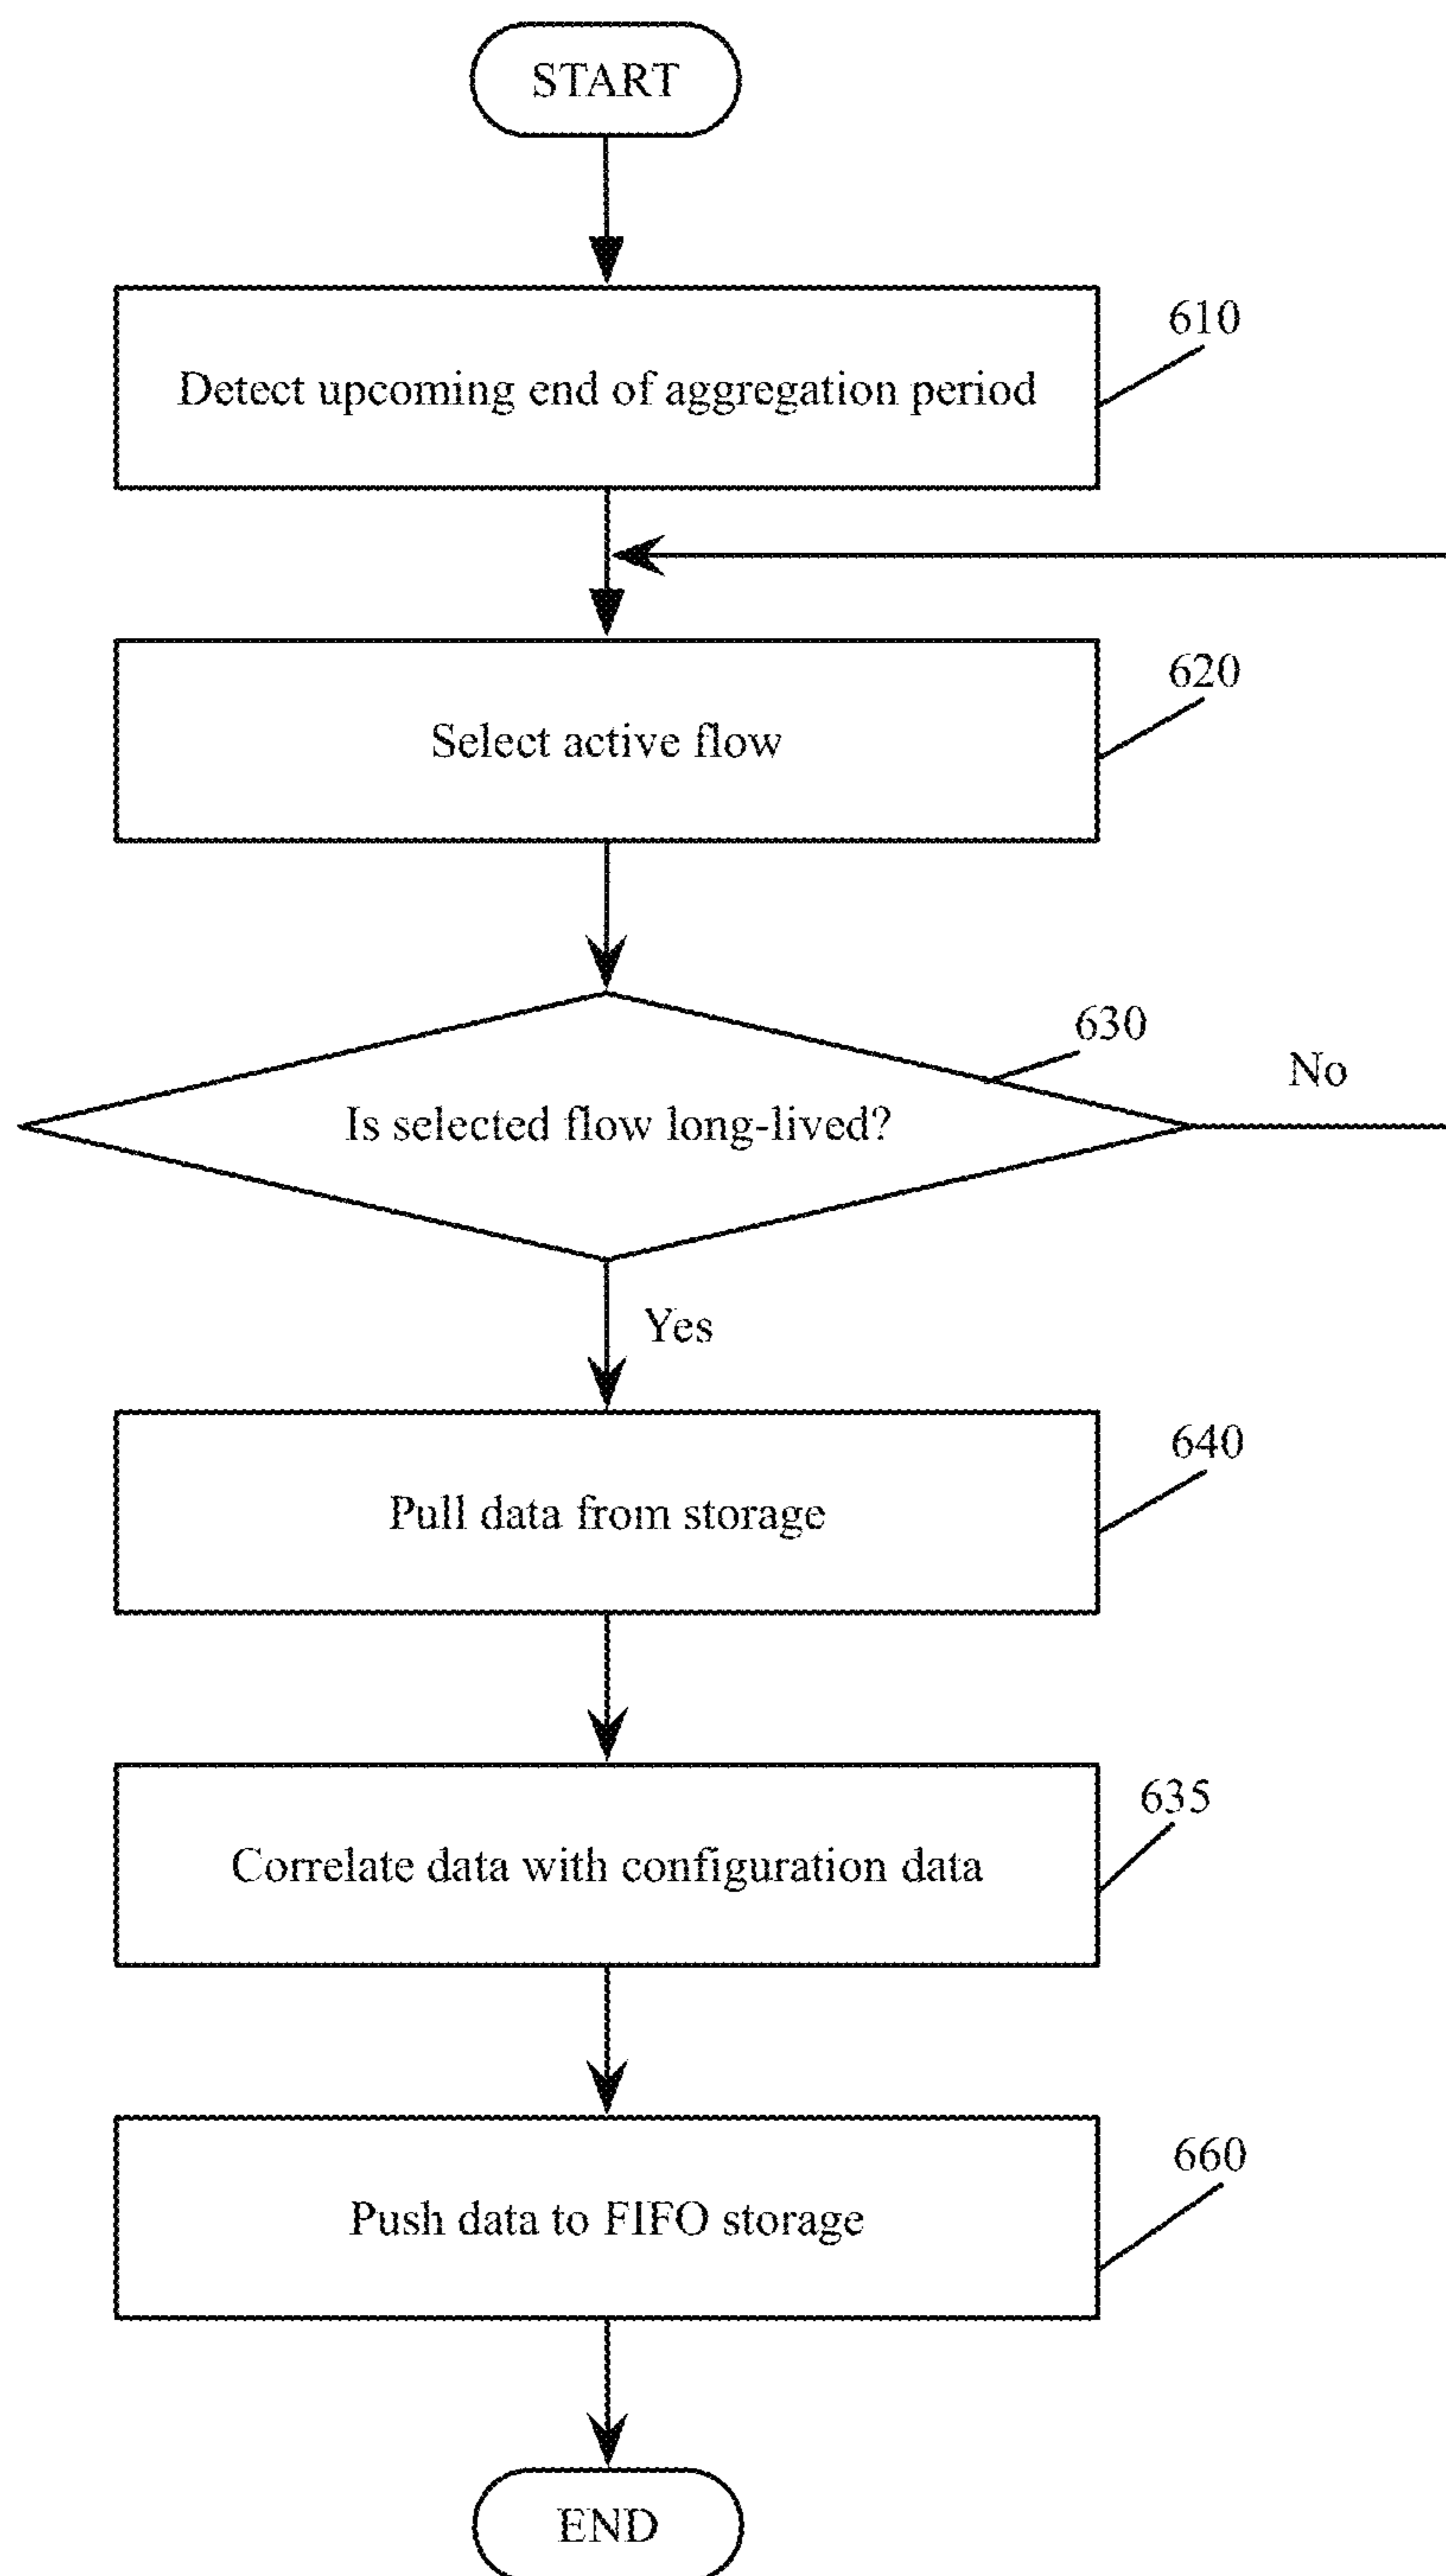 START
610
Detect upcoming end of aggregation period
620
Select active flow
630
No
Is selected flow long-lived?
Yes
640
Pull data from storage
635
Correlate data with configuration data
660
Push data to FIFO storage
END